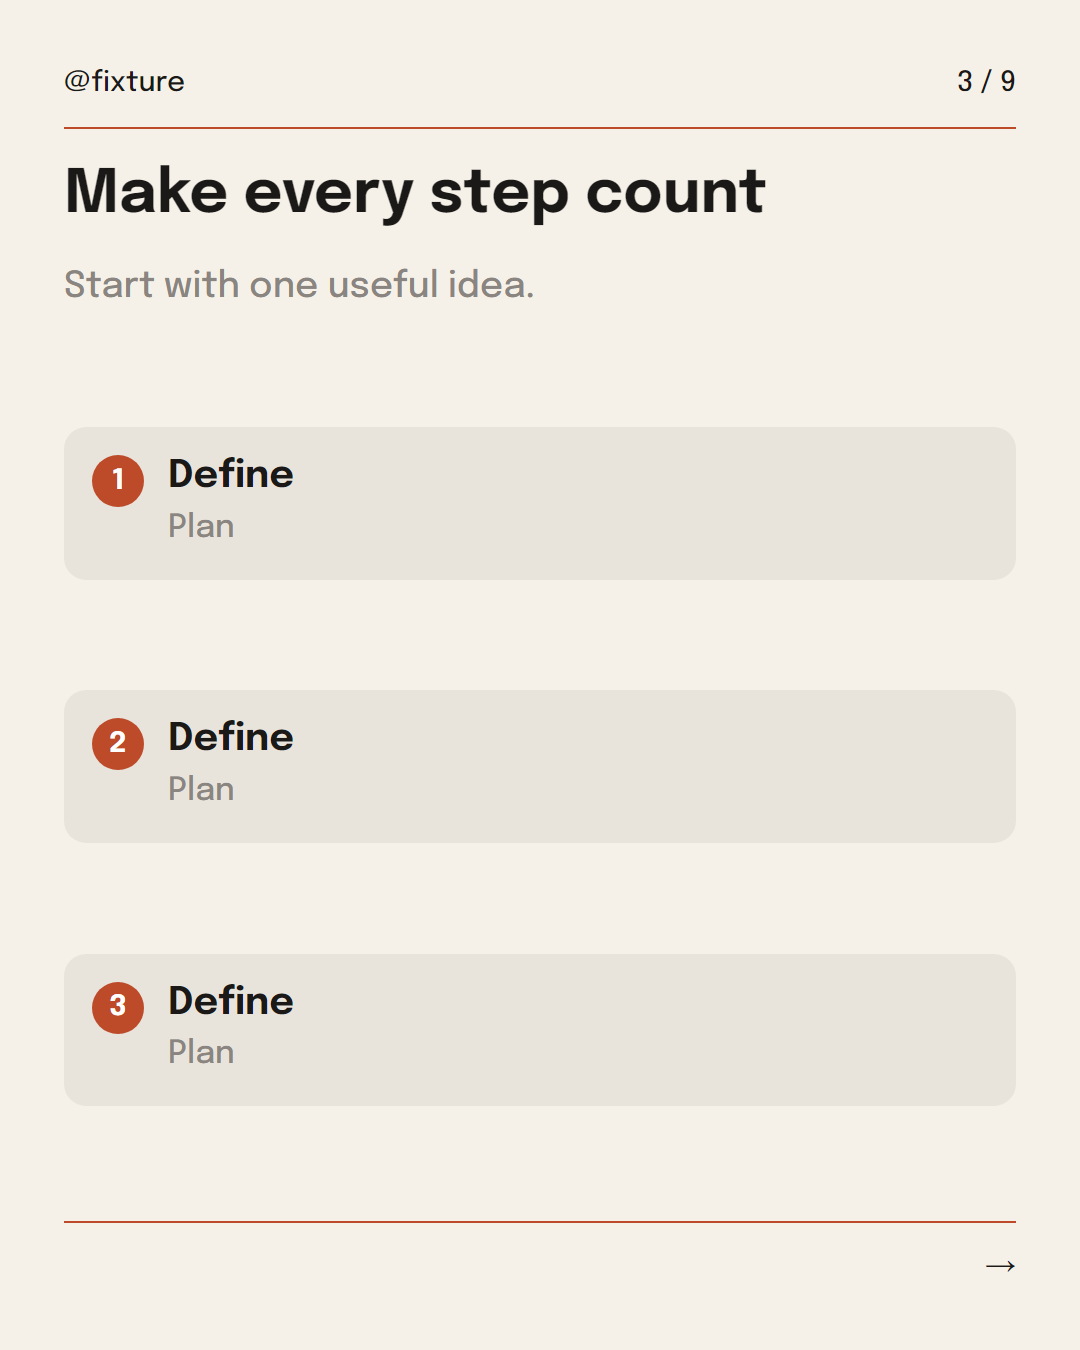 @fixture
3 / 9
Make every step count
Start with one useful idea.
1 Define
Plan
2 Define
Plan
3 Define
Plan
→